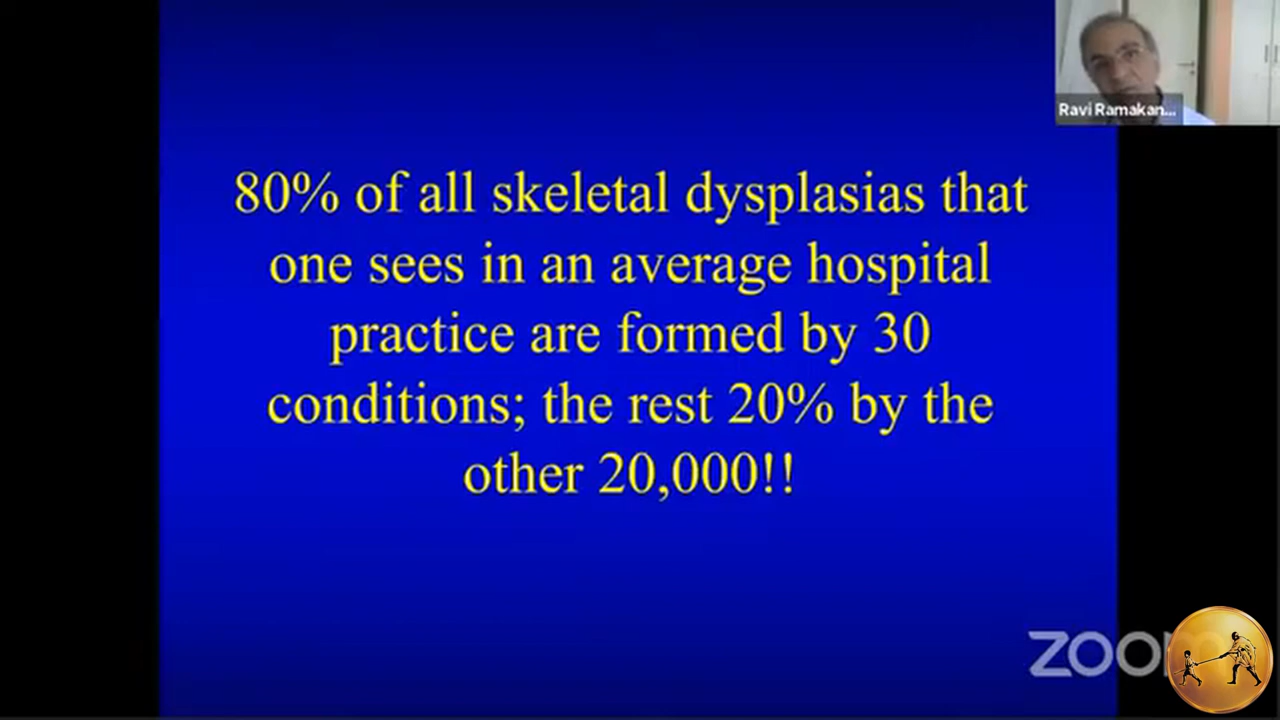 Ravi Ramakan...
80% of all skeletal dysplasias that
one sees in an average hospital
practice are formed by 30
conditions; the rest 20% by the
other 20,000!!
zoom